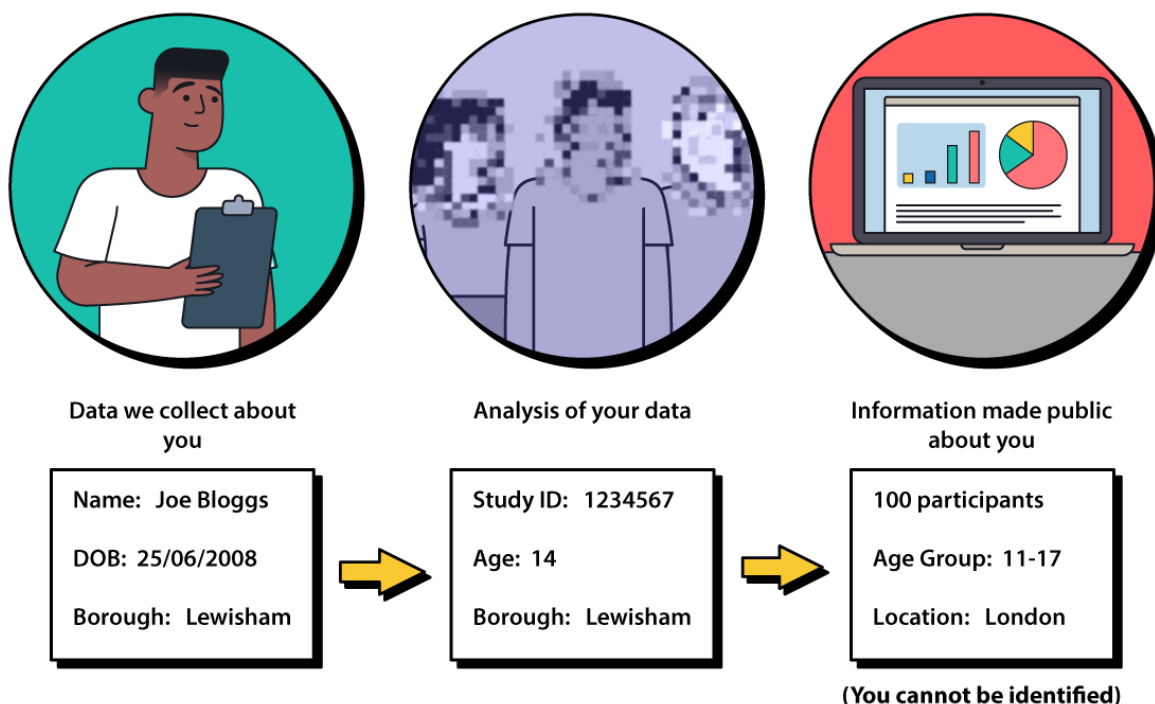 Data we collect about
you
Name: Joe Bloggs
DOB: 25/06/2008
Borough: Lewisham
Analysis of your data
Study ID: 1234567
Age: 14
Borough: Lewisham
Information made public
about you
100 participants
Age Group: 11-17
Location: London
(You cannot be identified)